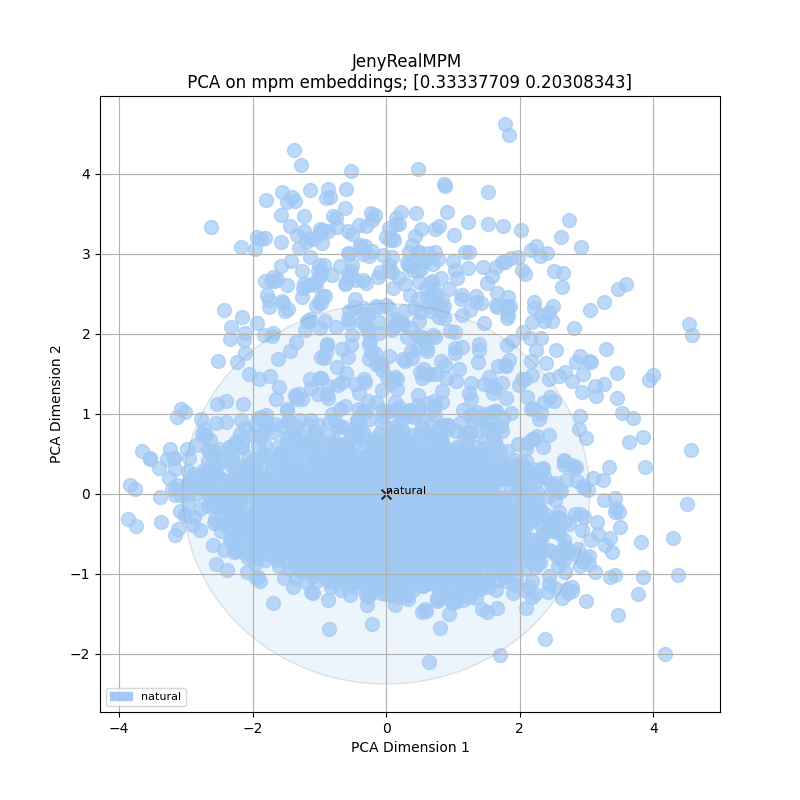 JenyRealMPM
PCA on mpm embeddings; [0.33337709 0.20308343]
PCA Dimension 2
4
3
2
1
0
−1
−2
natural
natural
−4
−2
0
2
4
PCA Dimension 1